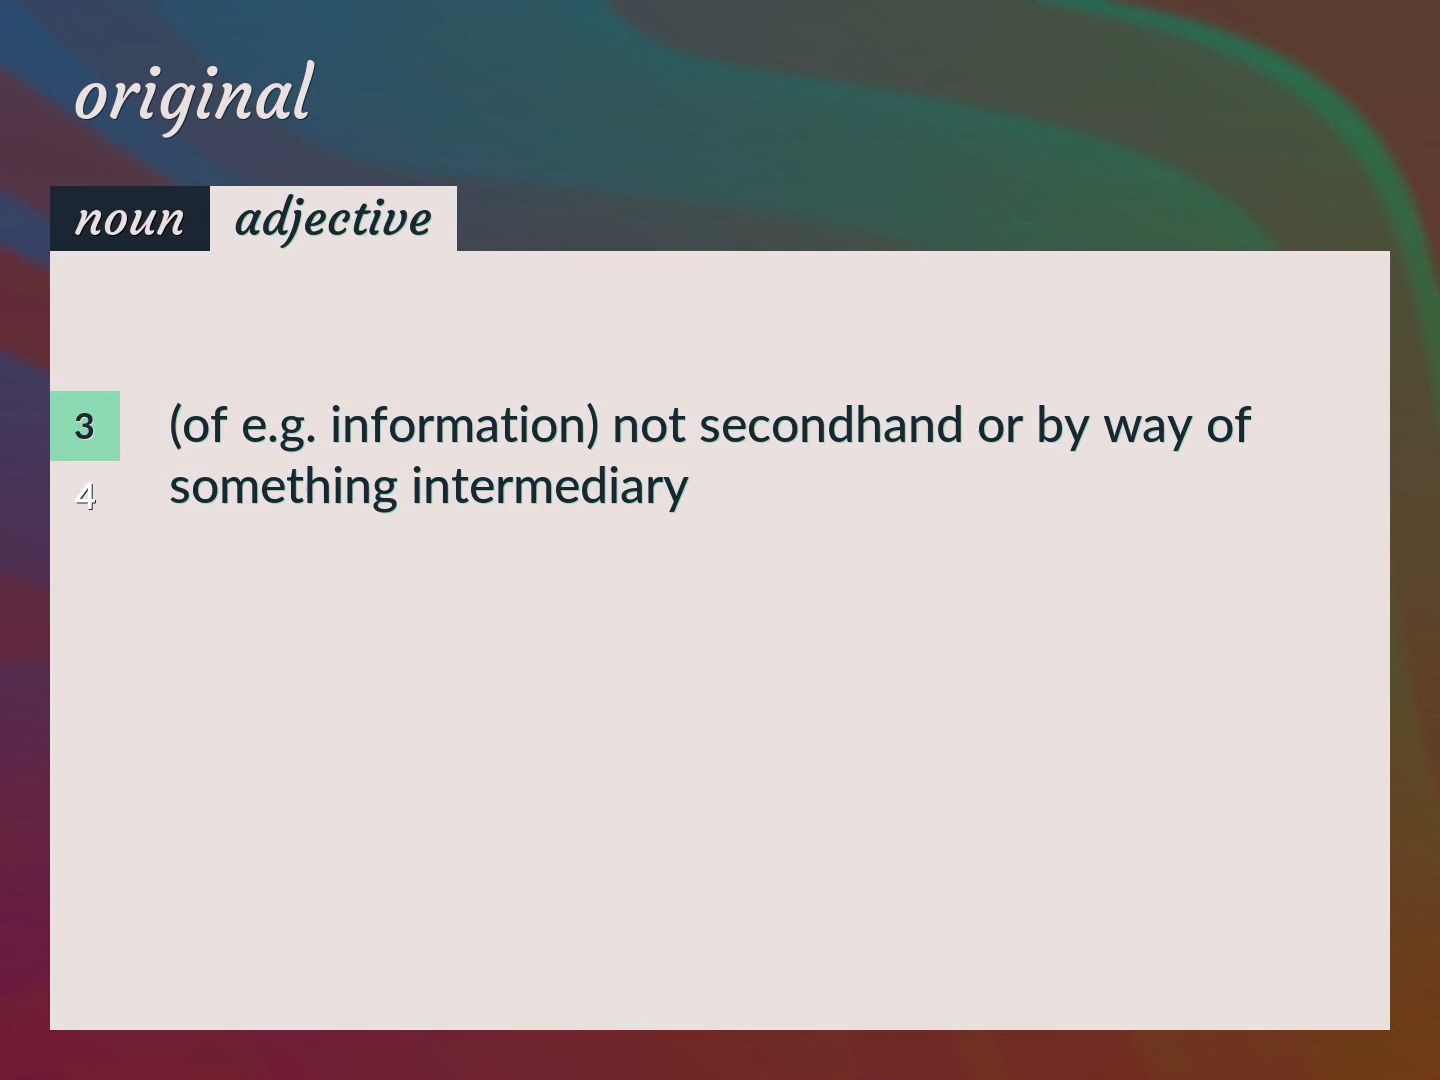 original
noun adjective
3 (of e.g. information) not secondhand or by way of
4 something intermediary